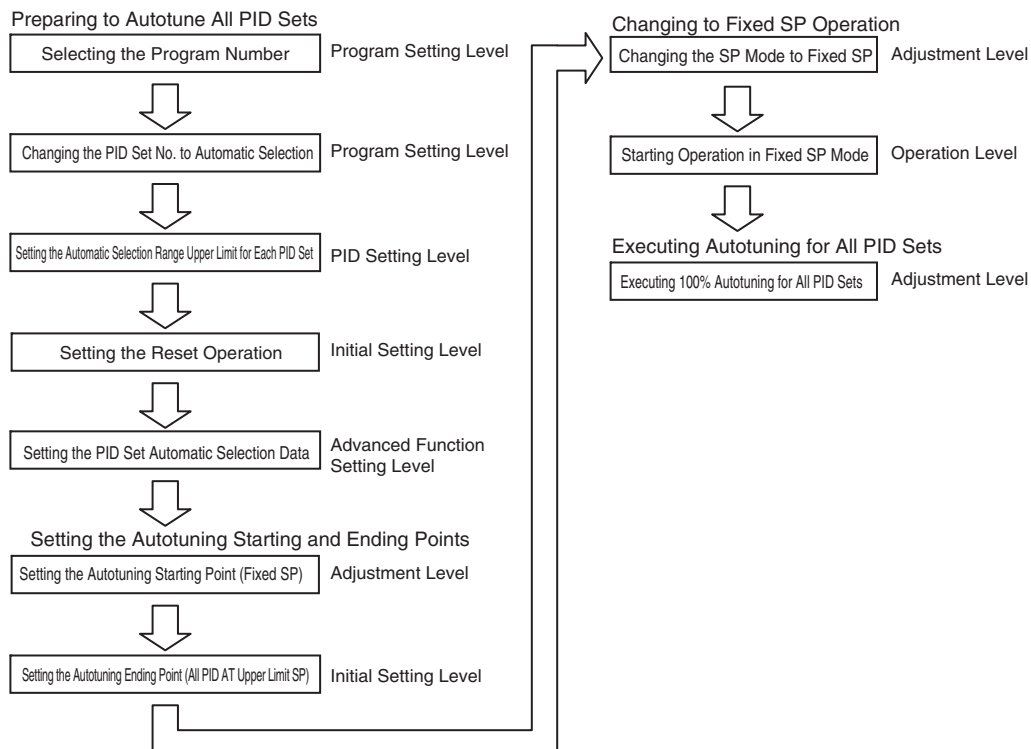 Preparing to Autotune All PID Sets
Selecting the Program Number
Program Setting Level
Changing the PID Set No. to Automatic Selection
Program Setting Level
Setting the Automatic Selection Range Upper Limit for Each PID Set
PID Setting Level
Setting the Reset Operation
Initial Setting Level
Setting the PID Set Automatic Selection Data
Advanced Function
Setting Level
Setting the Autotuning Starting and Ending Points
Setting the Autotuning Starting Point (Fixed SP)
Adjustment Level
Setting the Autotuning Ending Point (All PID AT Upper Limit SP)
Initial Setting Level
Changing to Fixed SP Operation
Changing the SP Mode to Fixed SP
Adjustment Level
Starting Operation in Fixed SP Mode
Operation Level
Executing Autotuning for All PID Sets
Executing 100% Autotuning for All PID Sets
Adjustment Level